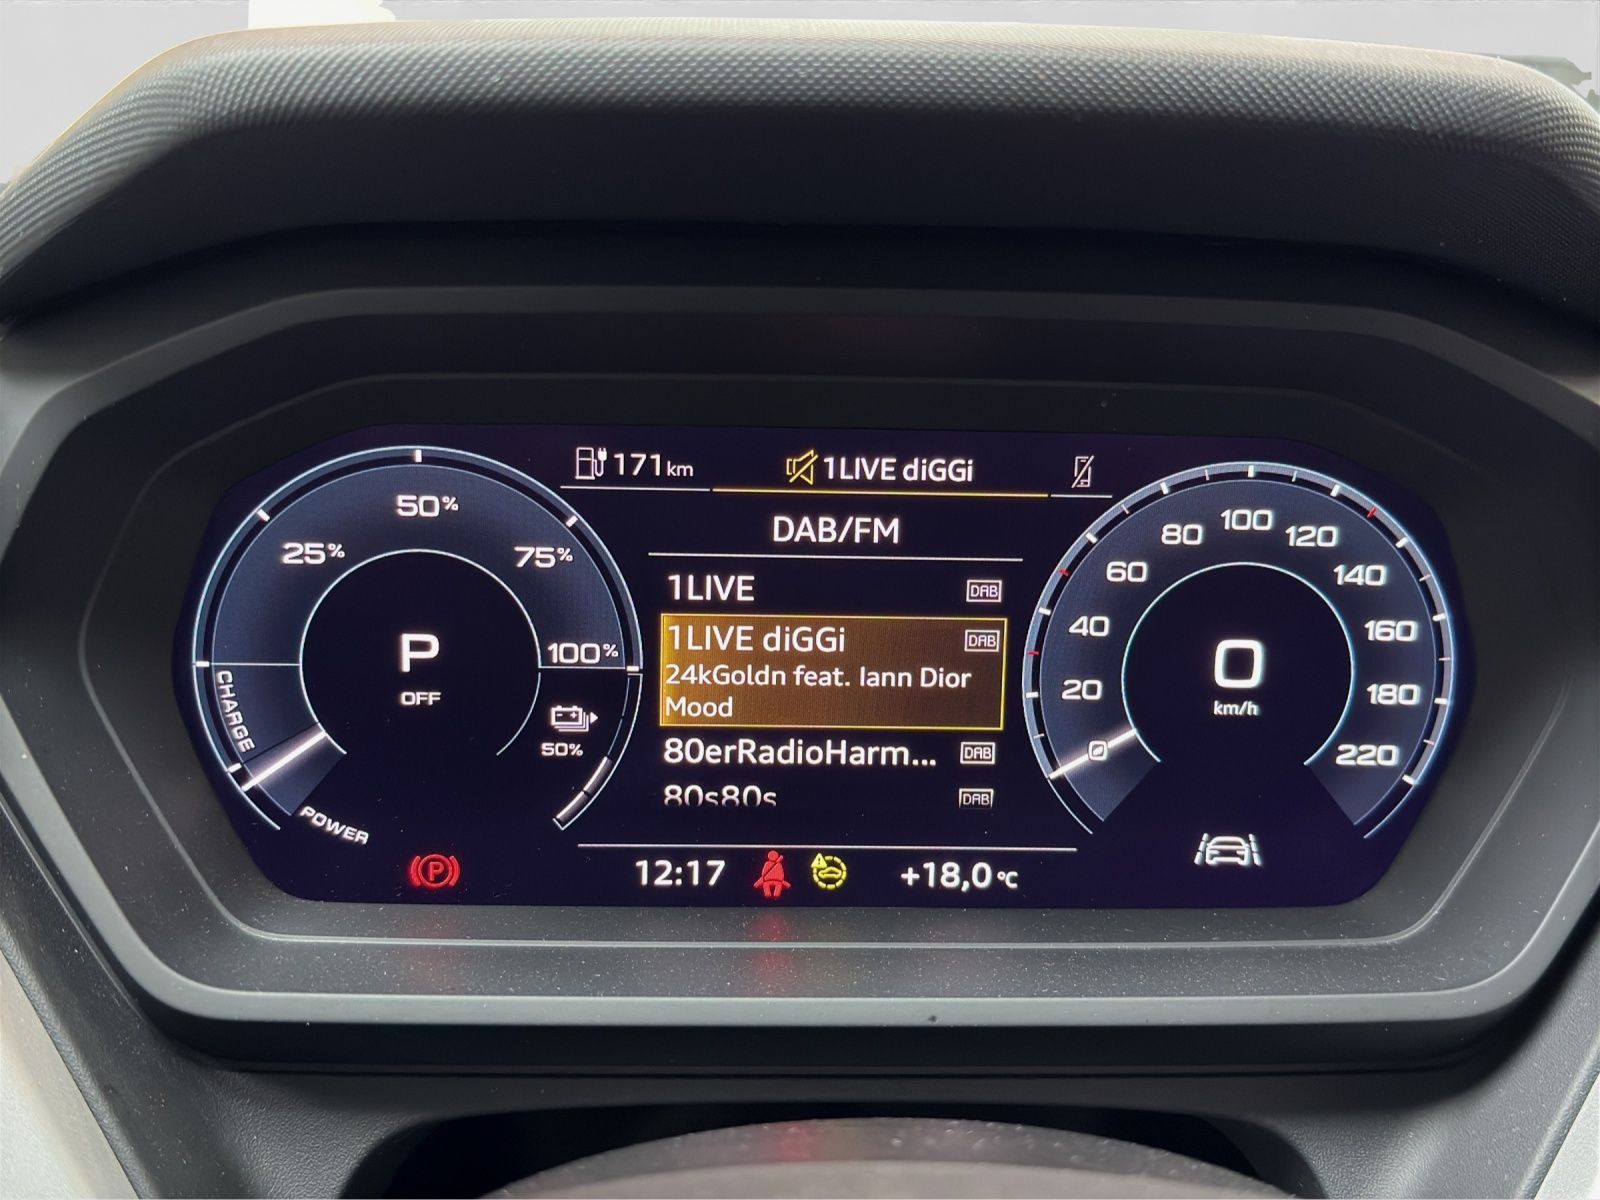 171 km
1LIVE diGGi
DAB/FM
1LIVE DAB
1LIVE diGGi DAB
24kGoldn feat. Iann Dior
Mood
80erRadioHarm... DAB
80s80s DAB
25%
50%
75%
100%
P
OFF
CHARGE
POWER
50%
20
40
60
80
100
120
140
160
180
220
0
km/h
P
12:17
+18,0 °C